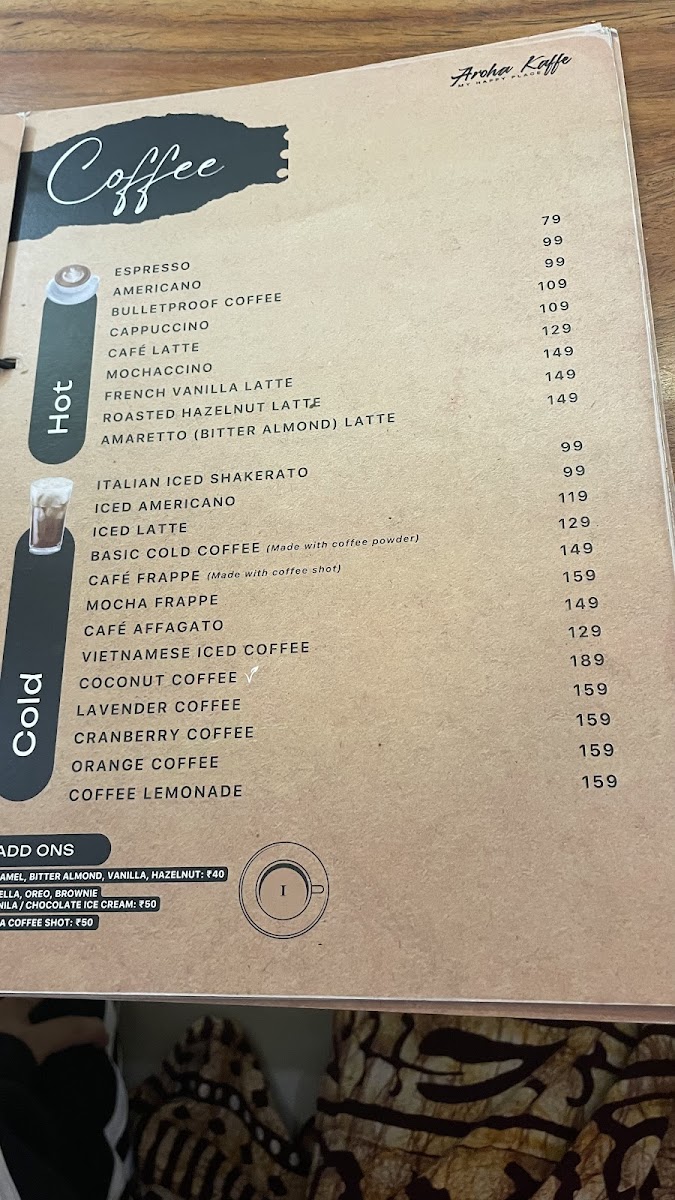 Aroha Kaffe
MY HAPPY PLACE
Coffee
Hot
ESPRESSO 79
AMERICANO 99
BULLETPROOF COFFEE 99
CAPPUCCINO 109
CAFÉ LATTE 109
MOCHACCINO 129
FRENCH VANILLA LATTE 149
ROASTED HAZELNUT LATTE 149
AMARETTO (BITTER ALMOND) LATTE 149
Cold
ITALIAN ICED SHAKERATO 99
ICED AMERICANO 99
ICED LATTE 119
BASIC COLD COFFEE (Made with coffee powder) 129
CAFÉ FRAPPE (Made with coffee shot) 149
MOCHA FRAPPE 159
CAFÉ AFFAGATO 149
VIETNAMESE ICED COFFEE 129
COCONUT COFFEE 189
LAVENDER COFFEE 159
CRANBERRY COFFEE 159
ORANGE COFFEE 159
COFFEE LEMONADE 159
ADD ONS
AMEL, BITTER ALMOND, VANILLA, HAZELNUT: ₹40
ELLA, OREO, BROWNIE
NILA / CHOCOLATE ICE CREAM: ₹50
A COFFEE SHOT: ₹50
I